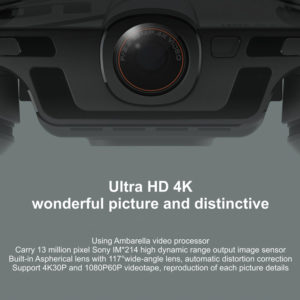 Ultra HD 4K
wonderful picture and distinctive
Using Ambarella video processor
Carry 13 million pixel Sony IM*214 high dynamic range output image sensor
Built-in Aspherical lens with 117°wide-angle lens, automatic distortion correction
Support 4K30P and 1080P60P videotape, reproduction of each picture details